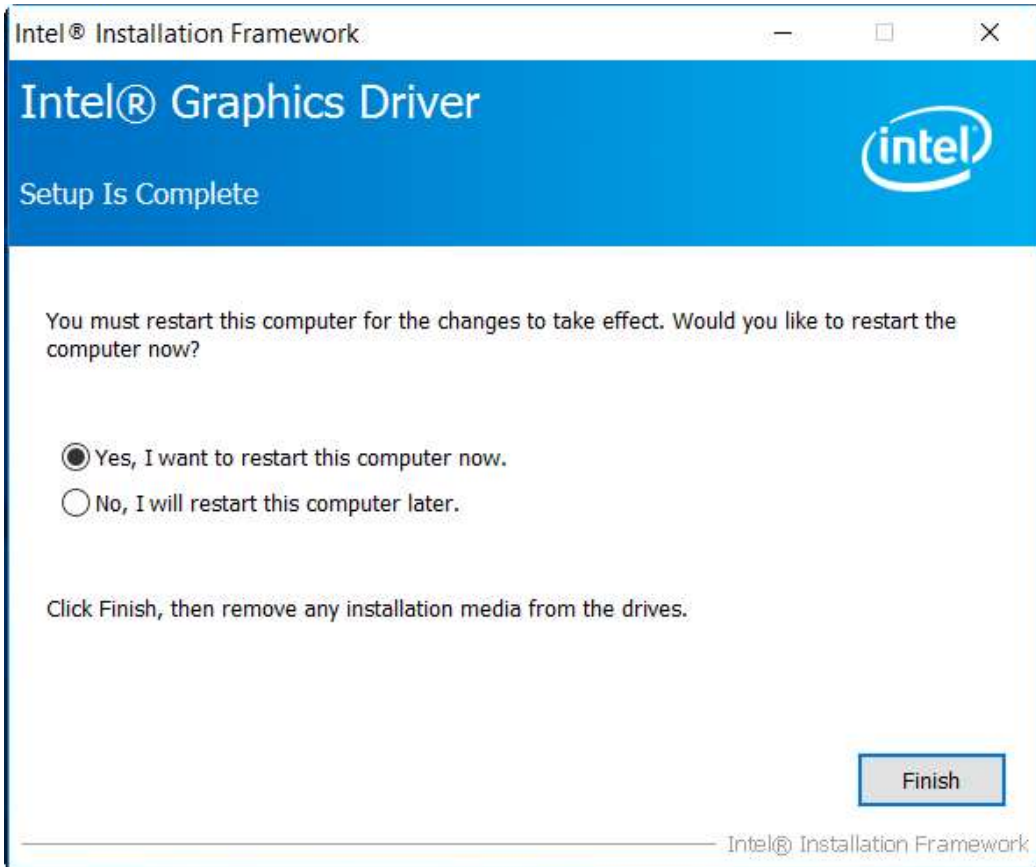 Intel® Installation Framework
Intel® Graphics Driver
intel
Setup Is Complete
You must restart this computer for the changes to take effect. Would you like to restart the
computer now?
Yes, I want to restart this computer now.
No, I will restart this computer later.
Click Finish, then remove any installation media from the drives.
Finish
Intel® Installation Framework